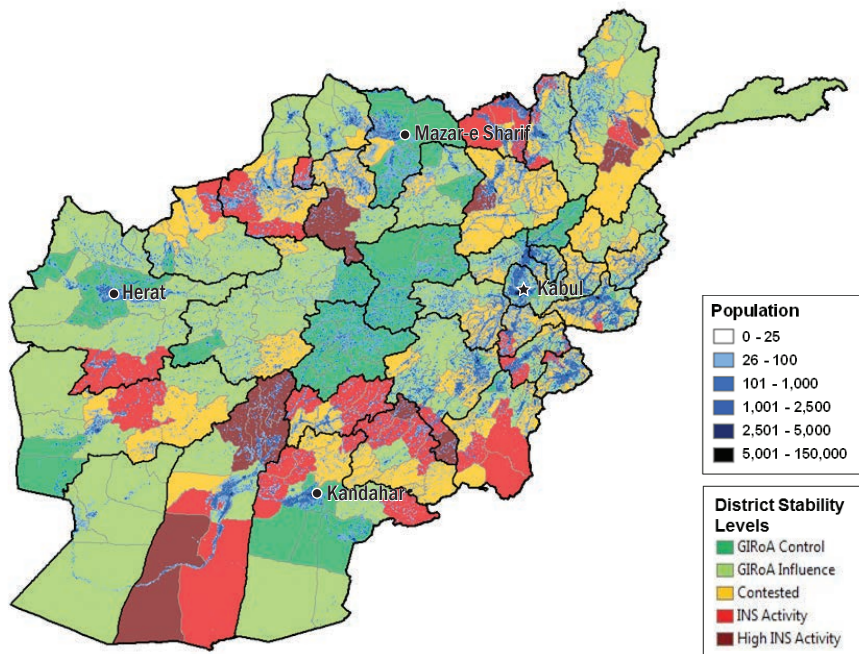 Mazar-e Sharif
Herat
Kabul
Kandahar
Population
0 - 25
26 - 100
101 - 1,000
1,001 - 2,500
2,501 - 5,000
5,001 - 150,000
District Stability
Levels
GIRoA Control
GIRoA Influence
Contested
INS Activity
High INS Activity